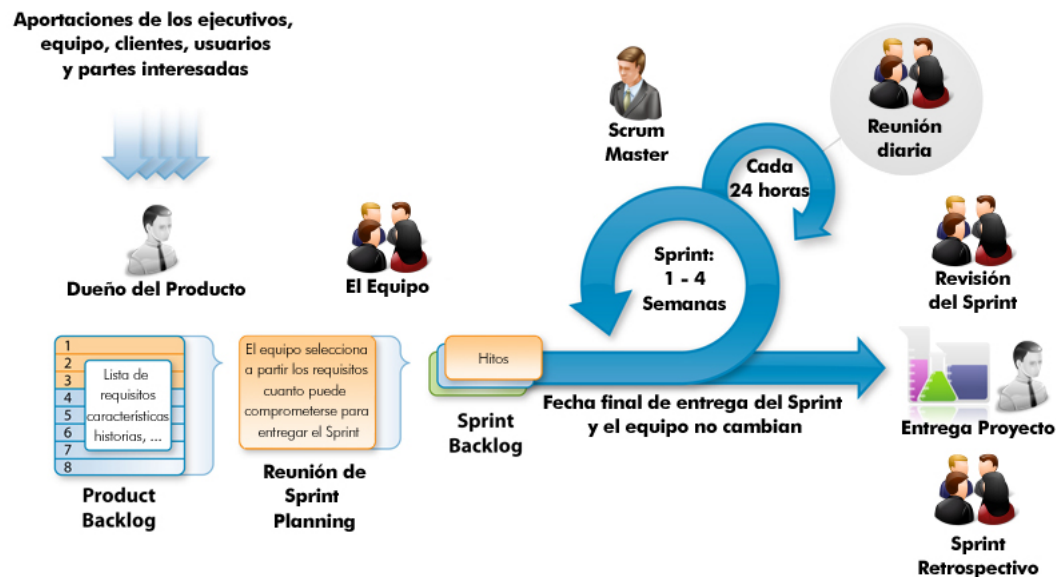 Aportaciones de los ejecutivos,
equipo, clientes, usuarios
y partes interesadas
Scrum
Master
Reunión
diaria
Cada
24 horas
Dueño del Producto
El Equipo
Sprint:
1 - 4
Semanas
Revisión
del Sprint
1
2
3
4
5
6
7
8
Lista de
requisitos
características
historias, ...
Product
Backlog
El equipo selecciona
a partir los requisitos
cuanto puede
comprometerse para
entregar el Sprint
Reunión de
Sprint
Planning
Hitos
Sprint
Backlog
Fecha final de entrega del Sprint
y el equipo no cambian
Entrega Proyecto
Sprint
Retrospectivo